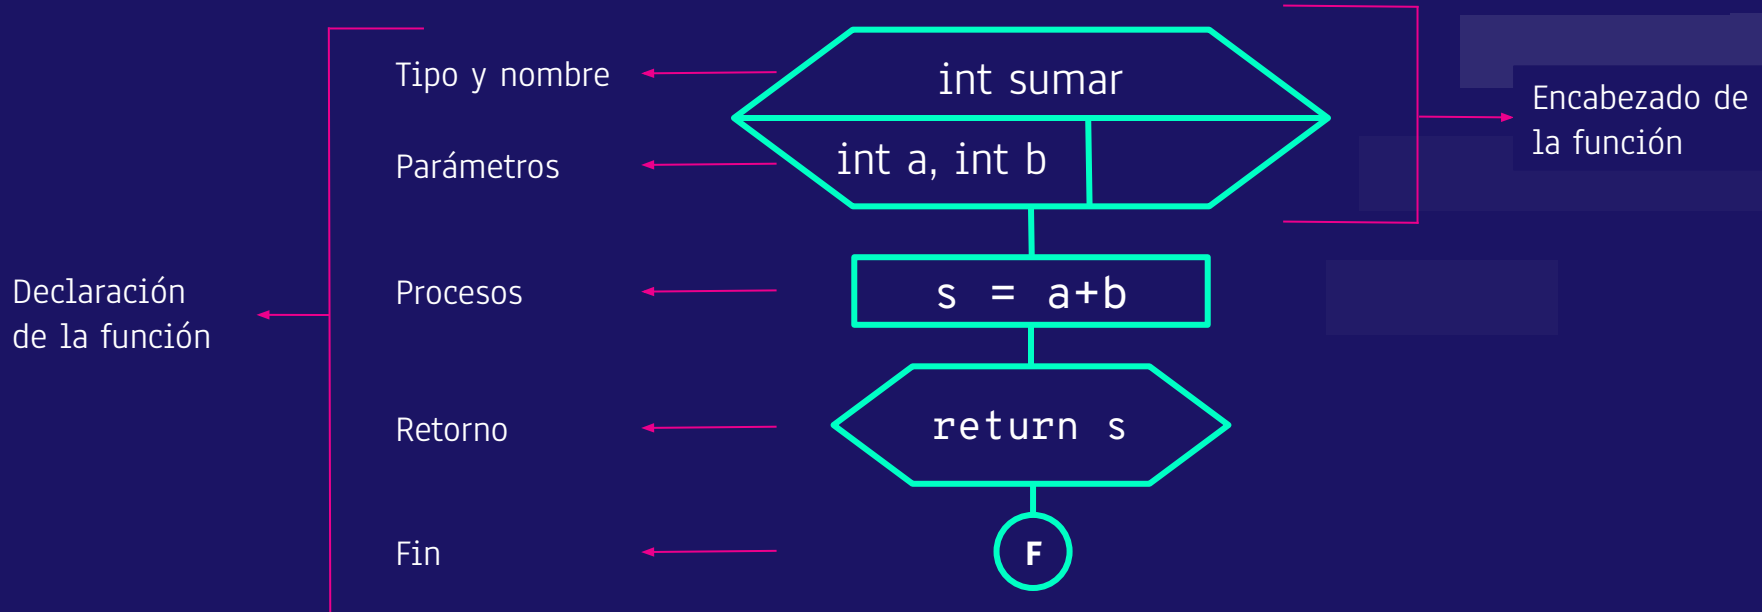 Tipo y nombre
int sumar
Encabezado de
la función
Parámetros
int a, int b
Declaración
de la función
Procesos
s = a+b
Retorno
return s
Fin
F